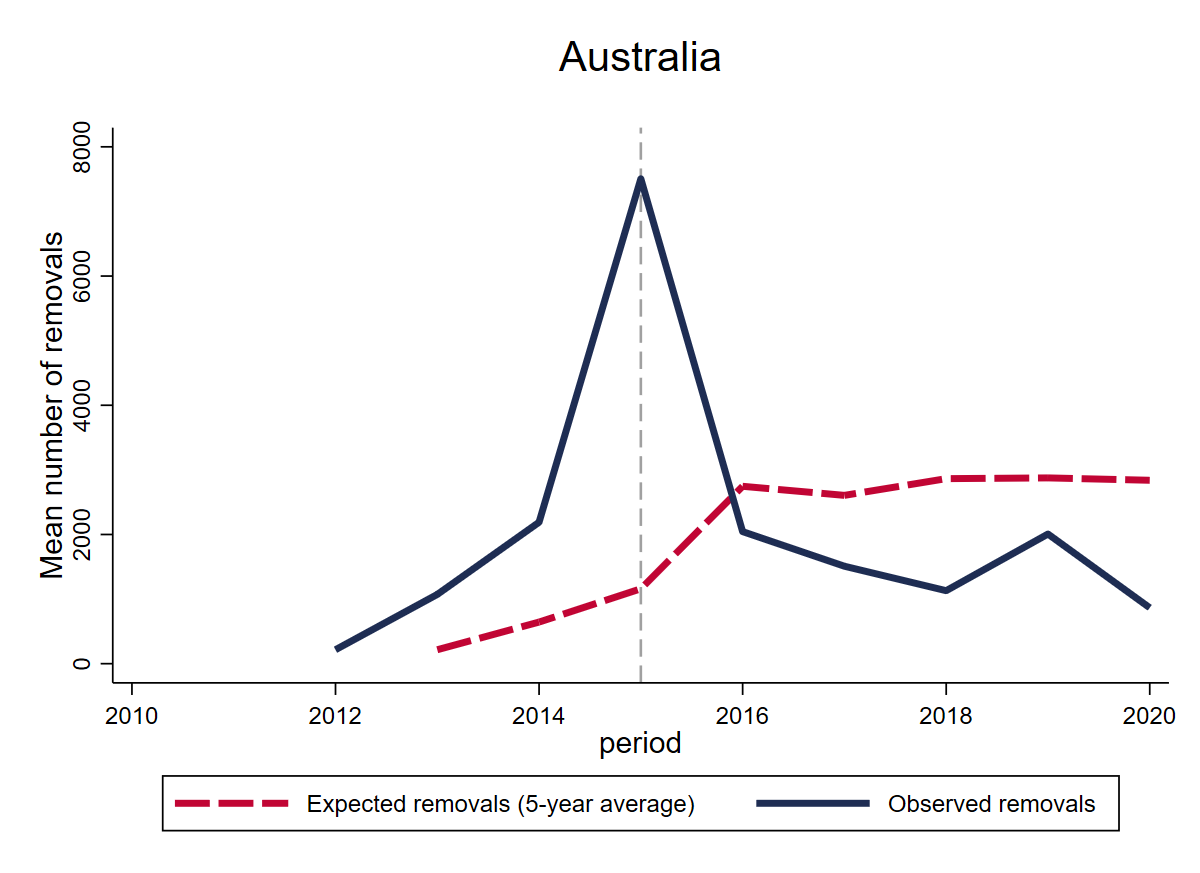 Australia
Mean number of removals
8000
6000
4000
2000
0
2010 2012 2014 2016 2018 2020
period
Expected removals (5-year average) Observed removals